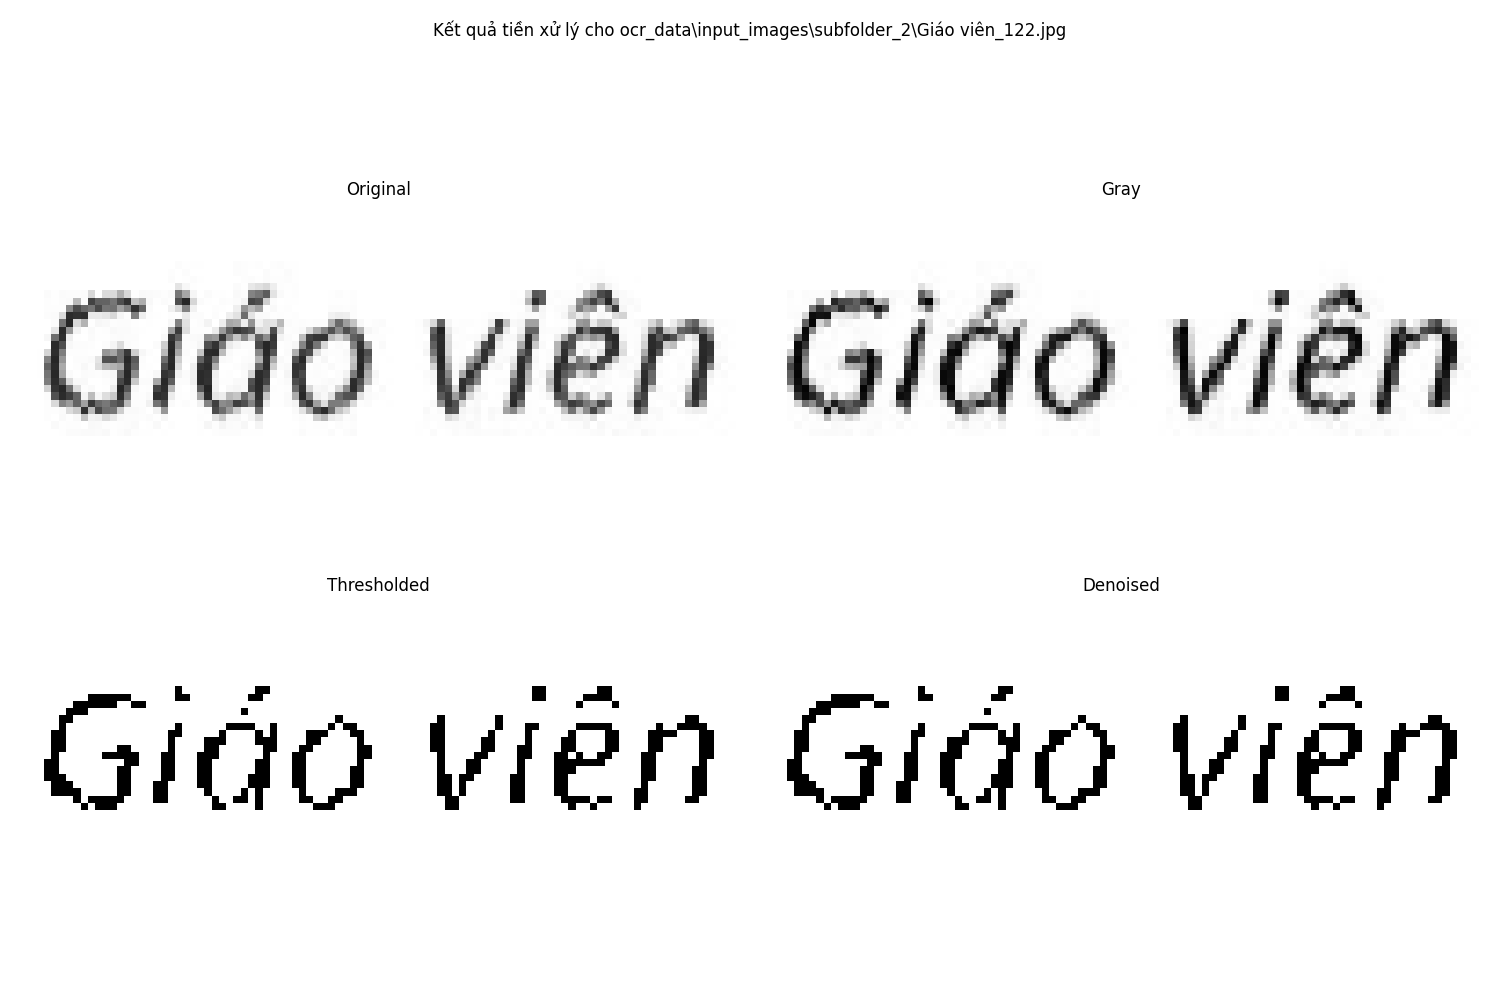 Kết quả tiền xử lý cho ocr_data\input_images\subfolder_2\Giáo viên_122.jpg
Original
Gray
Giáo viên
Giáo viên
Thresholded
Denoised
Giáo viên
Giáo viên